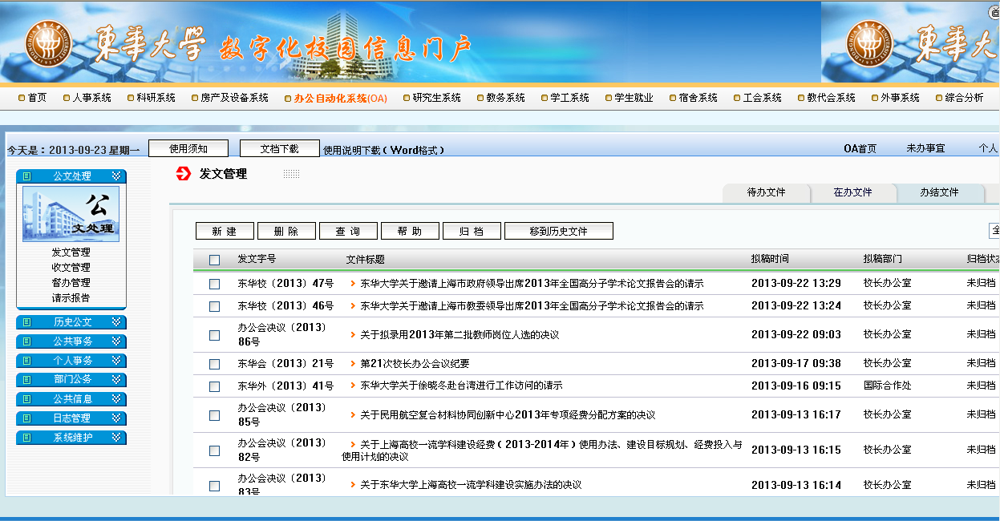 東華大學 数字化校园信息门户 東華大
首页 人事系统 科研系统 房产及设备系统 办公自动化系统(OA) 研究生系统 教务系统 学工系统 学生就业 宿舍系统 工会系统 教代会系统 外事系统 综合分析
今天是：2013-09-23 星期一 使用须知 文档下载 使用说明下载（Word格式） OA首页 未办事宜 个人
公文处理
公
文处理
发文管理
收文管理
督办管理
请示报告
历史公文
公共事务
个人事务
部门公务
公共信息
日志管理
系统维护
发文管理
待办文件 在办文件 办结文件
新 建 删 除 查 询 帮 助 归 档 移到历史文件 全
发文字号 文件标题 拟稿时间 拟稿部门 归档状态
东华校（2013）47号 东华大学关于邀请上海市政府领导出席2013年全国高分子学术论文报告会的请示 2013-09-22 13:29 校长办公室 未归档
东华校（2013）46号 东华大学关于邀请上海市教委领导出席2013年全国高分子学术论文报告会的请示 2013-09-22 13:24 校长办公室 未归档
办公会决议（2013）
86号 关于拟录用2013年第二批教师岗位人选的决议 2013-09-22 09:03 校长办公室 未归档
东华会（2013）21号 第21次校长办公会议纪要 2013-09-17 09:38 校长办公室 未归档
东华外（2013）41号 东华大学关于徐晓冬赴台湾进行工作访问的请示 2013-09-16 09:15 国际合作处 未归档
办公会决议（2013）
85号 关于民用航空复合材料协同创新中心2013年专项经费分配方案的决议 2013-09-13 16:17 校长办公室 未归档
办公会决议（2013）
82号 关于上海高校一流学科建设经费（2013-2014年）使用办法、建设目标规划、经费投入与
使用计划的决议 2013-09-13 16:15 校长办公室 未归档
办公会决议（2013）
83号 关于东华大学上海高校一流学科建设实施办法的决议 2013-09-13 16:14 校长办公室 未归档